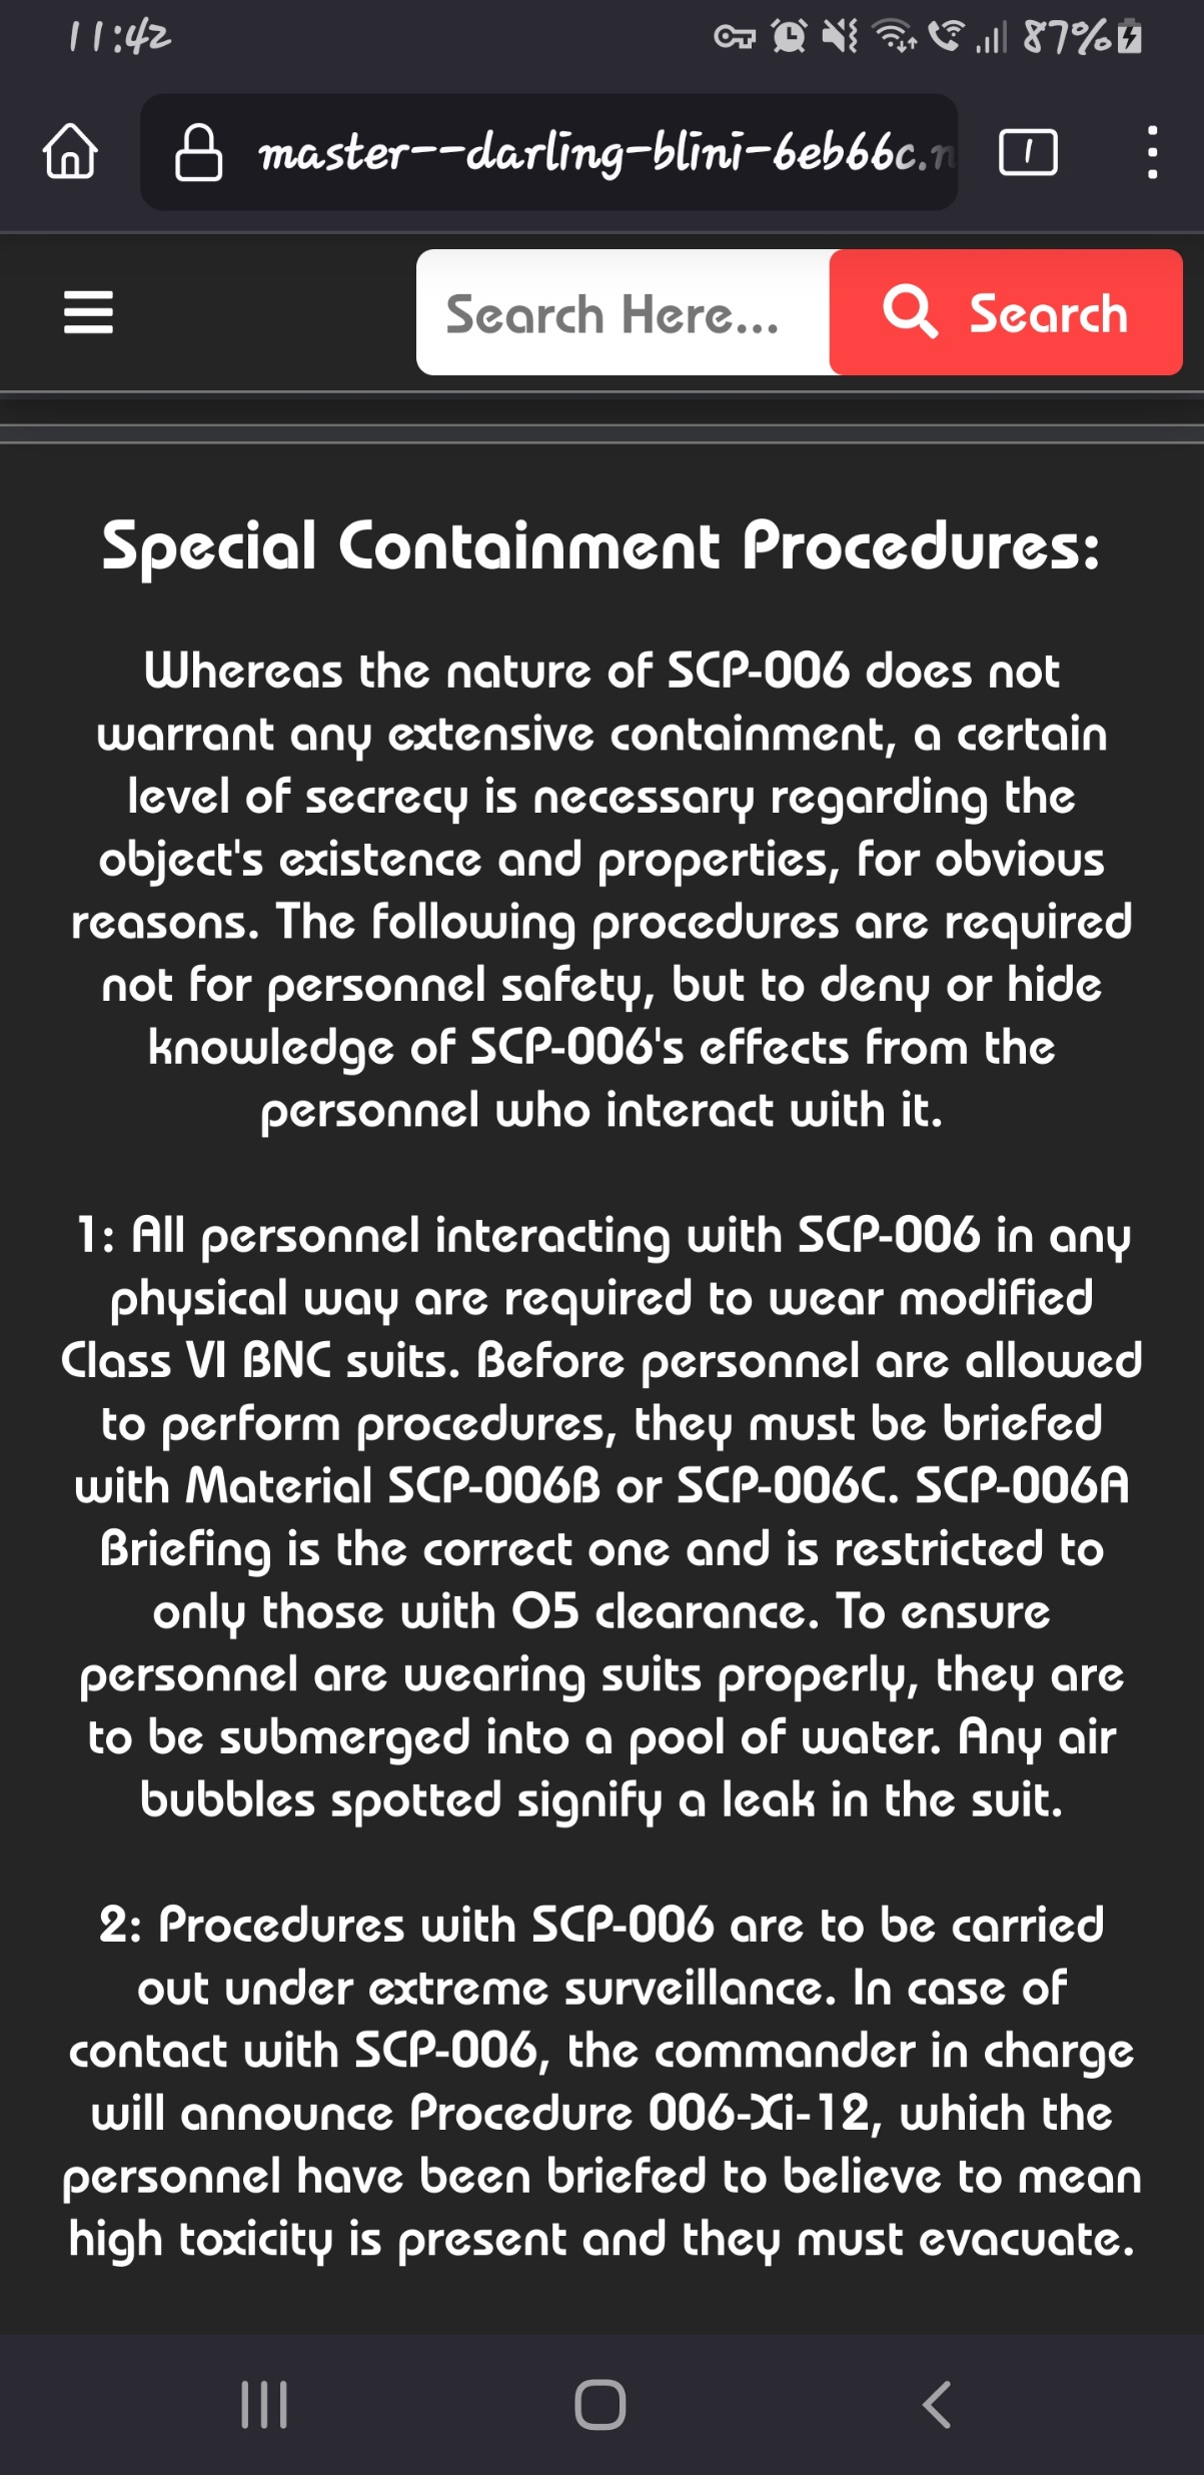 11:42
87%
master--darling-blini-6eb66c.n
1
Search Here...
Search
Special Containment Procedures:
Whereas the nature of SCP-006 does not
warrant any extensive containment, a certain
level of secrecy is necessary regarding the
object's existence and properties, for obvious
reasons. The following procedures are required
not for personnel safety, but to deny or hide
knowledge of SCP-006's effects from the
personnel who interact with it.
1: All personnel interacting with SCP-006 in any
physical way are required to wear modified
Class VI BNC suits. Before personnel are allowed
to perform procedures, they must be briefed
with Material SCP-006B or SCP-006C. SCP-006A
Briefing is the correct one and is restricted to
only those with O5 clearance. To ensure
personnel are wearing suits properly, they are
to be submerged into a pool of water. Any air
bubbles spotted signify a leak in the suit.
2: Procedures with SCP-006 are to be carried
out under extreme surveillance. In case of
contact with SCP-006, the commander in charge
will announce Procedure 006-Xi-12, which the
personnel have been briefed to believe to mean
high toxicity is present and they must evacuate.